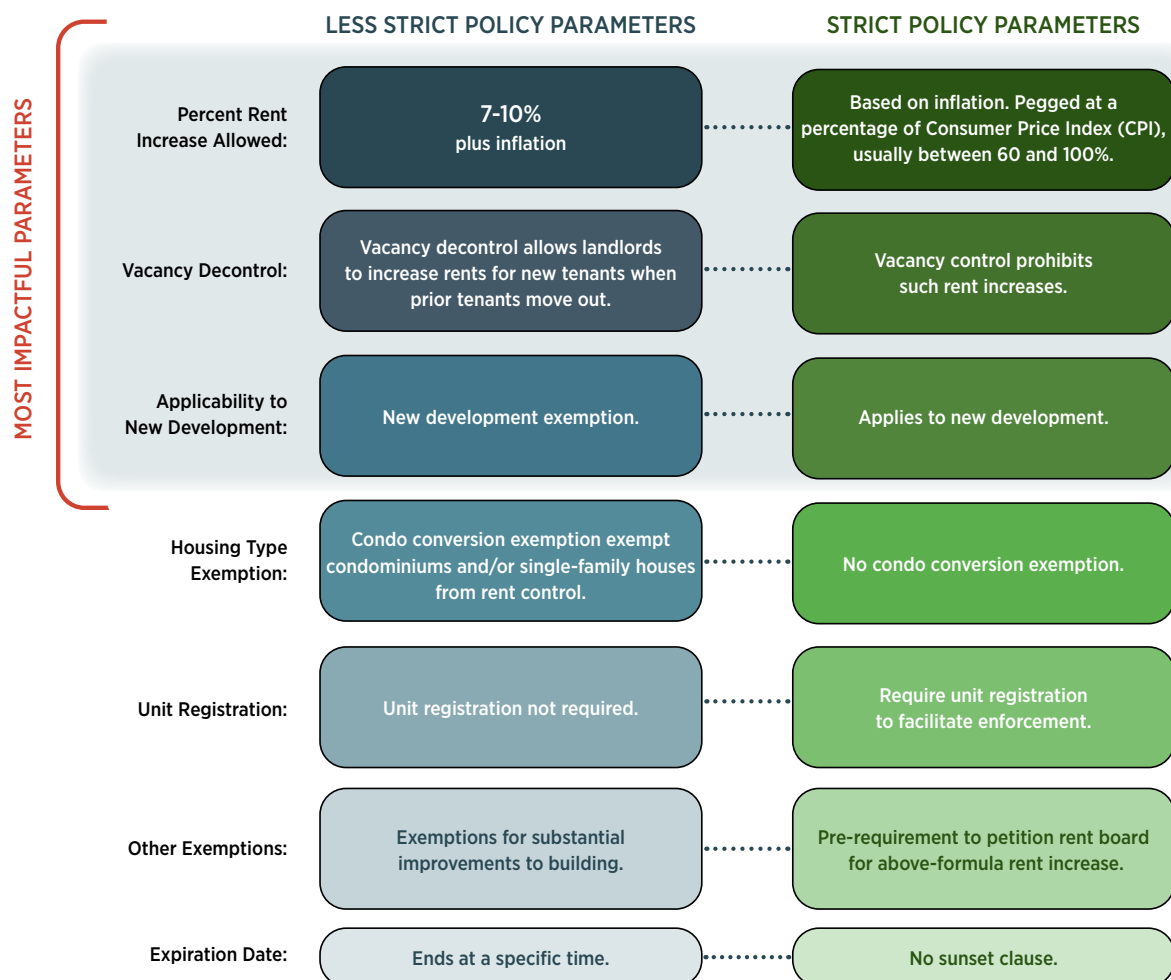 LESS STRICT POLICY PARAMETERS
STRICT POLICY PARAMETERS
MOST IMPACTFUL PARAMETERS
Percent Rent
Increase Allowed:
7-10%
plus inflation
Based on inflation. Pegged at a
percentage of Consumer Price Index (CPI),
usually between 60 and 100%.
Vacancy Decontrol:
Vacancy decontrol allows landlords
to increase rents for new tenants when
prior tenants move out.
Vacancy control prohibits
such rent increases.
Applicability to
New Development:
New development exemption.
Applies to new development.
Housing Type
Exemption:
Condo conversion exemption exempt
condominiums and/or single-family houses
from rent control.
No condo conversion exemption.
Unit Registration:
Unit registration not required.
Require unit registration
to facilitate enforcement.
Other Exemptions:
Exemptions for substantial
improvements to building.
Pre-requirement to petition rent board
for above-formula rent increase.
Expiration Date:
Ends at a specific time.
No sunset clause.